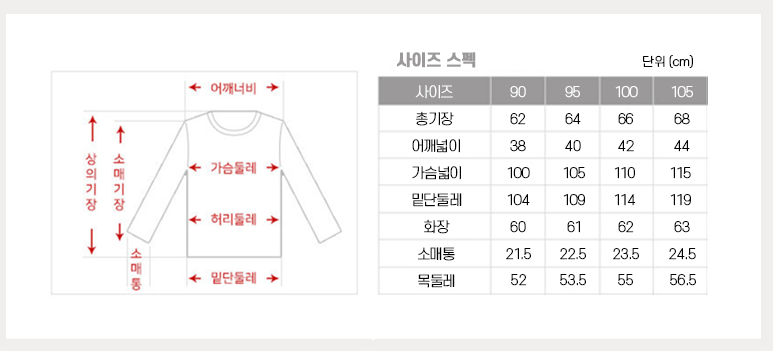 어깨너비
상의기장
소매기장
가슴둘레
허리둘레
소매통
밑단둘레
사이즈 스펙
단위 (cm)
사이즈 90 95 100 105
총기장 62 64 66 68
어깨넓이 38 40 42 44
가슴넓이 100 105 110 115
밑단둘레 104 109 114 119
화장 60 61 62 63
소매통 21.5 22.5 23.5 24.5
목둘레 52 53.5 55 56.5